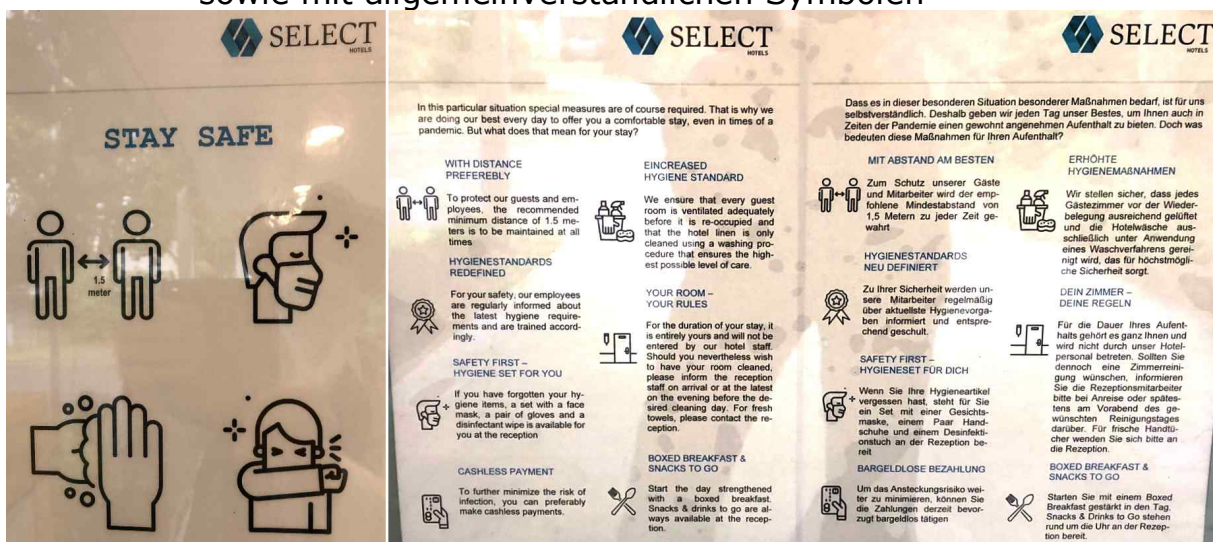 sowie mit allgemeinverständlichen Symbolen
SELECT
HOTELS
STAY SAFE
1,5
meter
SELECT
HOTELS
In this particular situation special measures are of course required. That is why we
are doing our best every day to offer you a comfortable stay, even in times of a
pandemic. But what does that mean for your stay?
WITH DISTANCE
PREFEREBLY
To protect our guests and em-
ployees, the recommended
minimum distance of 1.5 me-
ters is to be maintained at all
times
HYGIENESTANDARDS
REDEFINED
For your safety, our employees
are regularly informed about
the latest hygiene require-
ments and are trained accord-
ingly.
SAFETY FIRST –
HYGIENE SET FOR YOU
If you have forgotten your hy-
giene items, a set with a face
mask, a pair of gloves and a
disinfectant wipe is available for
you at the reception
CASHLESS PAYMENT
To further minimize the risk of
infection, you can preferably
make cashless payments.
EINCREASED
HYGIENE STANDARD
We ensure that every guest
room is ventilated adequately
before it is re-occupied and
that the hotel linen is only
cleaned using a washing pro-
cedure that ensures the high-
est possible level of care.
YOUR ROOM –
YOUR RULES
For the duration of your stay, it
is entirely yours and will not be
entered by our hotel staff.
Should you nevertheless wish
to have your room cleaned,
please inform the reception
staff on arrival or at the latest
on the evening before the de-
sired cleaning day. For fresh
towels, please contact the re-
ception.
BOXED BREAKFAST &
SNACKS TO GO
Start the day strengthened
with a boxed breakfast.
Snacks & drinks to go are al-
ways available at the recep-
tion.
SELECT
HOTELS
Dass es in dieser besonderen Situation besonderer Maßnahmen bedarf, ist für uns
selbstverständlich. Deshalb geben wir jeden Tag unser Bestes, um Ihnen auch in
Zeiten der Pandemie einen gewohnt angenehmen Aufenthalt zu bieten. Doch was
bedeuten diese Maßnahmen für Ihren Aufenthalt?
MIT ABSTAND AM BESTEN
Zum Schutz unserer Gäste
und Mitarbeiter wird der emp-
fohlene Mindestabstand von
1,5 Metern zu jeder Zeit ge-
wahrt
HYGIENESTANDARDS
NEU DEFINIERT
Zu Ihrer Sicherheit werden un-
sere Mitarbeiter regelmäßig
über aktuellste Hygienevorga-
ben informiert und entspre-
chend geschult.
SAFETY FIRST –
HYGIENESET FÜR DICH
Wenn Sie Ihre Hygieneartikel
vergessen hast, steht für Sie
ein Set mit einer Gesichts-
maske, einem Paar Hand-
schuhe und einem Desinfekti-
onstuch an der Rezeption be-
reit
BARGELDLOSE BEZAHLUNG
Um das Ansteckungsrisiko wei-
ter zu minimieren, können Sie
die Zahlungen derzeit bevor-
zugt bargeldlos tätigen
ERHÖHTE
HYGIENEMAßNAHMEN
Wir stellen sicher, dass jedes
Gästezimmer vor der Wieder-
belegung ausreichend gelüftet
und die Hotelwäsche aus-
schließlich unter Anwendung
eines Waschverfahrens gerei-
nigt wird, das für höchstmögli-
che Sicherheit sorgt.
DEIN ZIMMER –
DEINE REGELN
Für die Dauer Ihres Aufent-
halts gehört es ganz Ihnen und
wird nicht durch unser Hotel-
personal betreten. Sollten Sie
dennoch eine Zimmerreini-
gung wünschen, informieren
Sie die Rezeptionsmitarbeiter
bitte bei Anreise oder spätes-
tens am Vorabend des ge-
wünschten Reinigungstages
darüber. Für frische Handtü-
cher wenden Sie sich bitte an
die Rezeption.
BOXED BREAKFAST &
SNACKS TO GO
Starten Sie mit einem Boxed
Breakfast gestärkt in den Tag.
Snacks & Drinks to Go stehen
rund um die Uhr an der Rezep-
tion bereit.